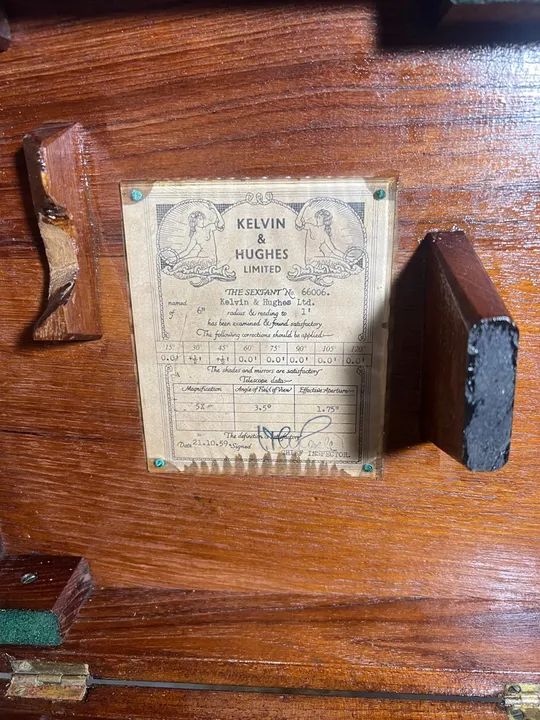 KELVIN
&
HUGHES
LIMITED
THE SEXTANT No 66006.
named Kelvin & Hughes Ltd.
of 6" radius & reading to 1'
has been examined & found satisfactory
The following corrections should be applied
15° 30° 45° 60° 75° 90° 105° 120°
0.0' 0.0' 0.0' 0.0' 0.0' 0.0'
The shades and mirrors are satisfactory
Telescope data
Magnification Angle of Field of View Effective Aperture
5X 3.5° 1.75"
The definition is satisfactory
Date 21.10.59. Signed
CHIEF INSPECTOR.